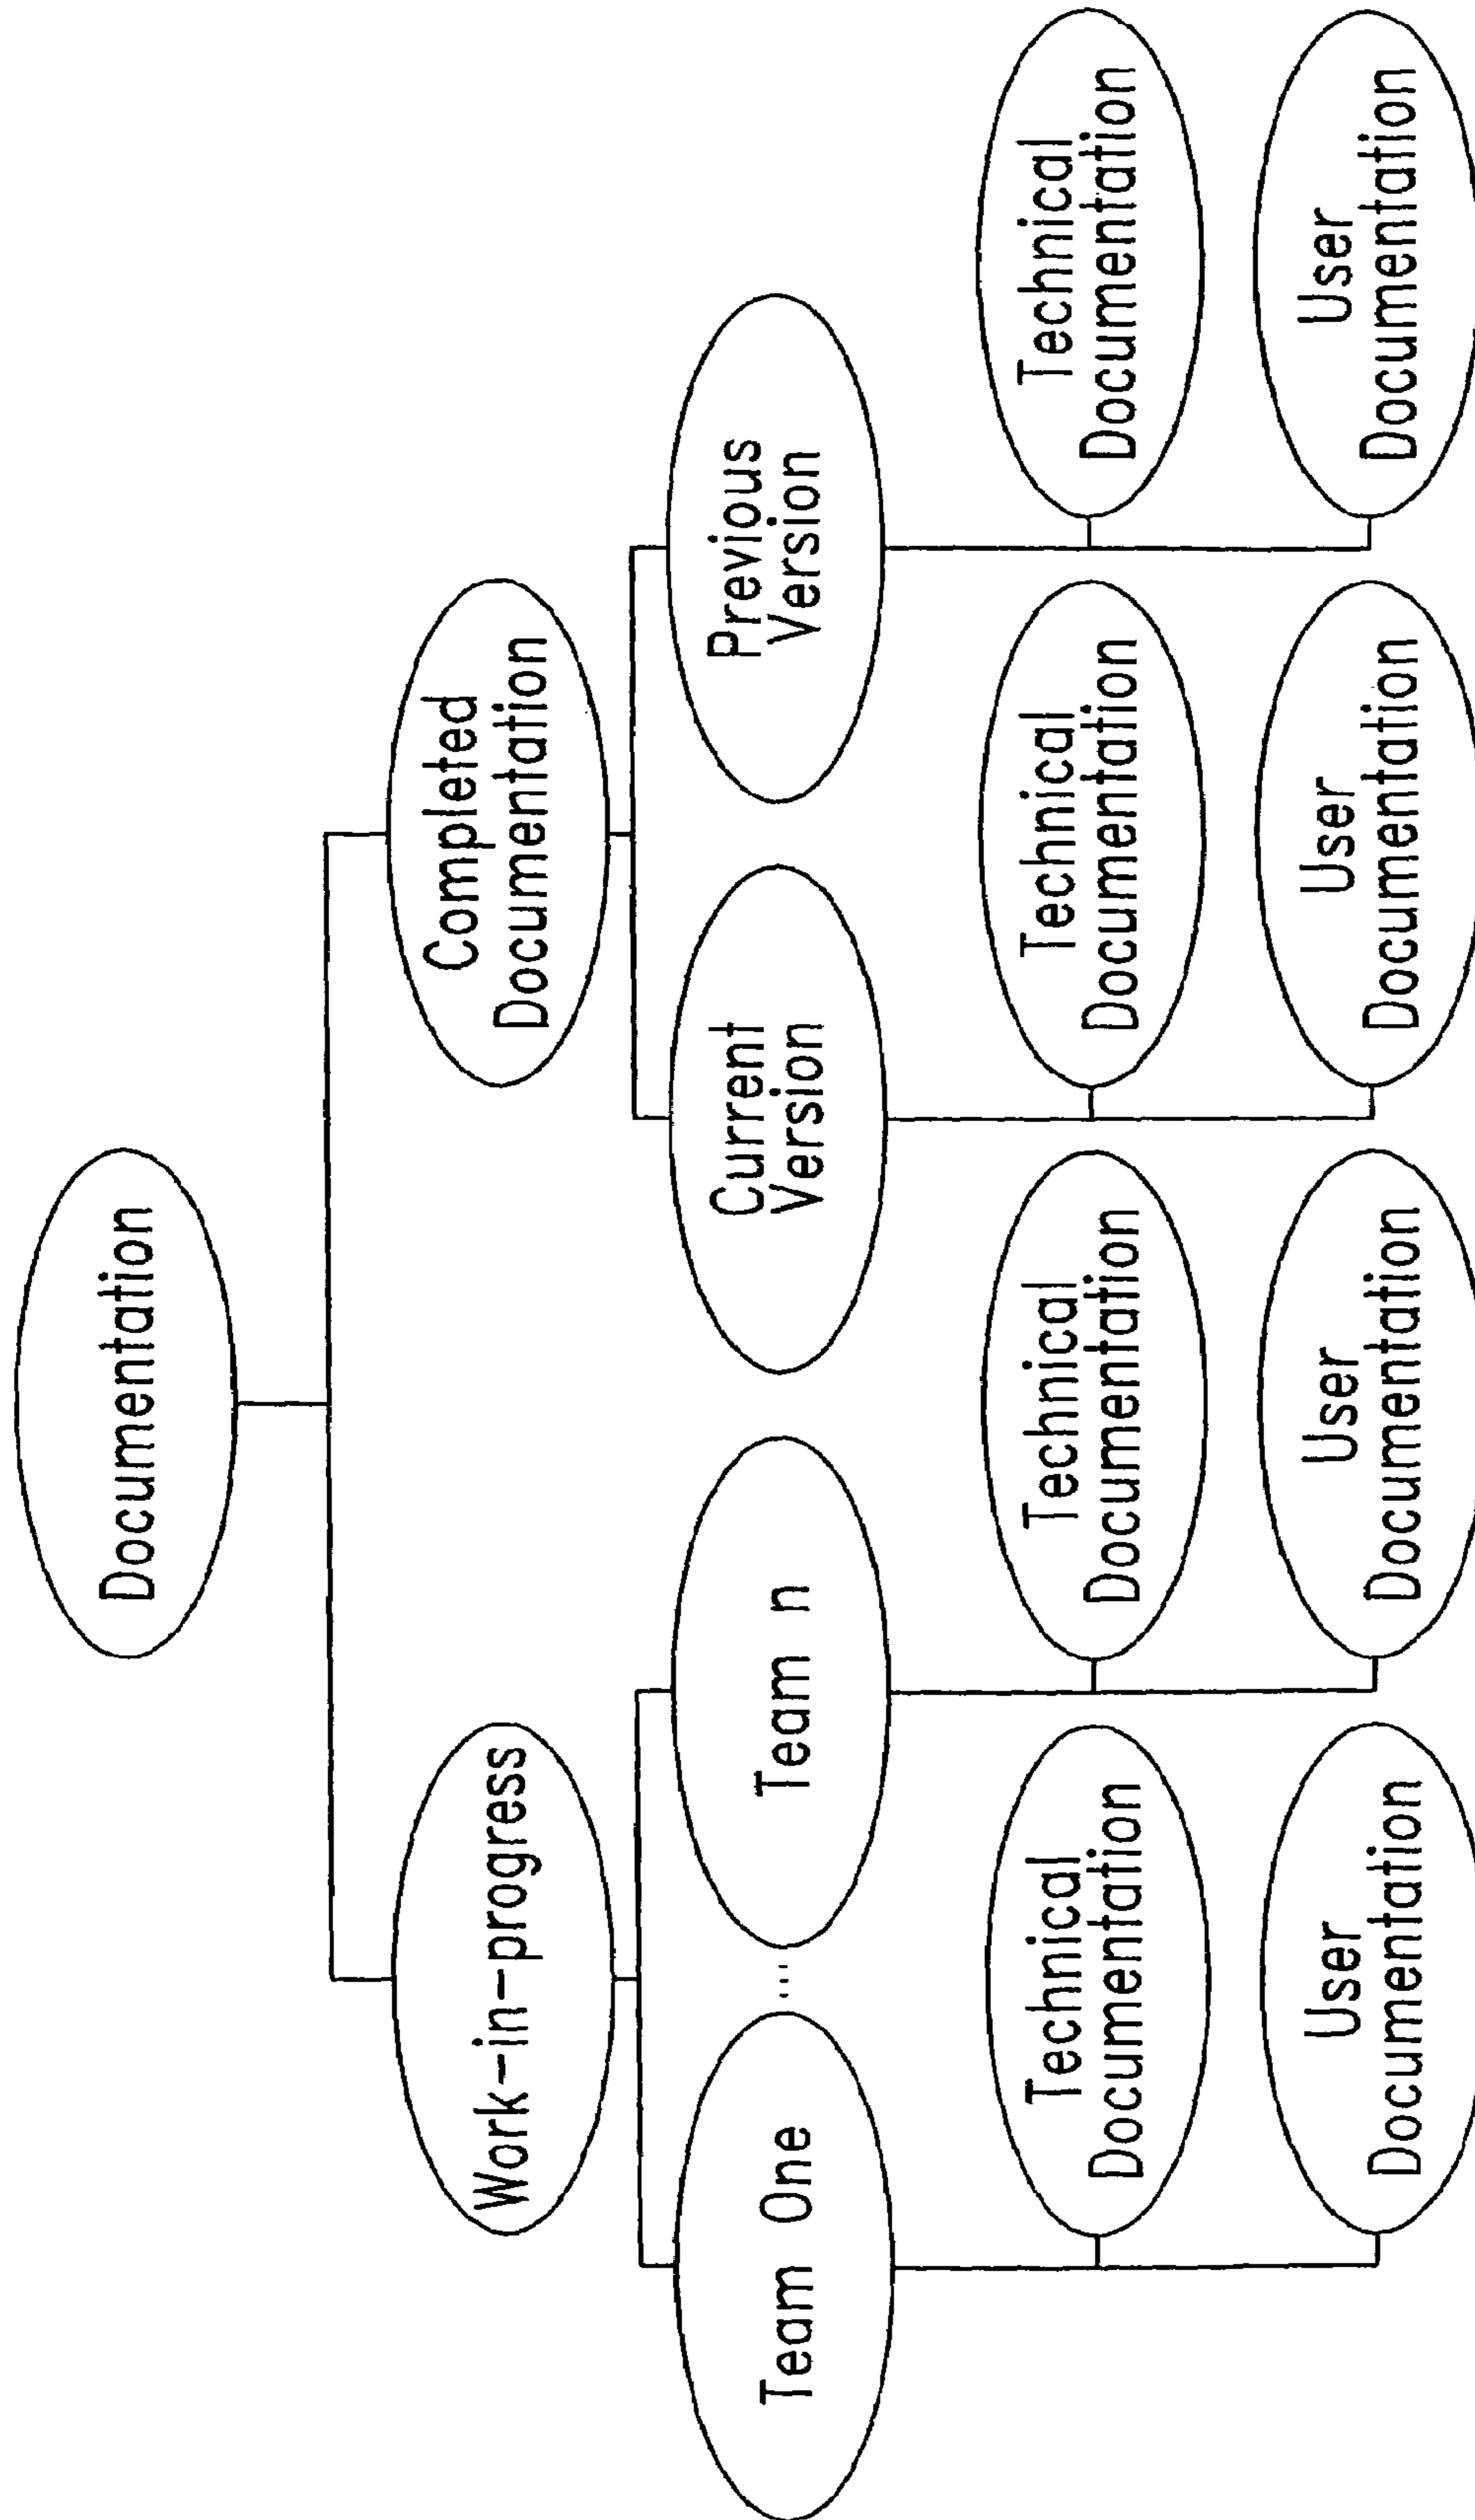 Documentation
Work-in-progress
Completed
Documentation
Team One
...
Team n
Current
Version
Previous
Version
Technical
Documentation
Technical
Documentation
Technical
Documentation
Technical
Documentation
User
Documentation
User
Documentation
User
Documentation
User
Documentation